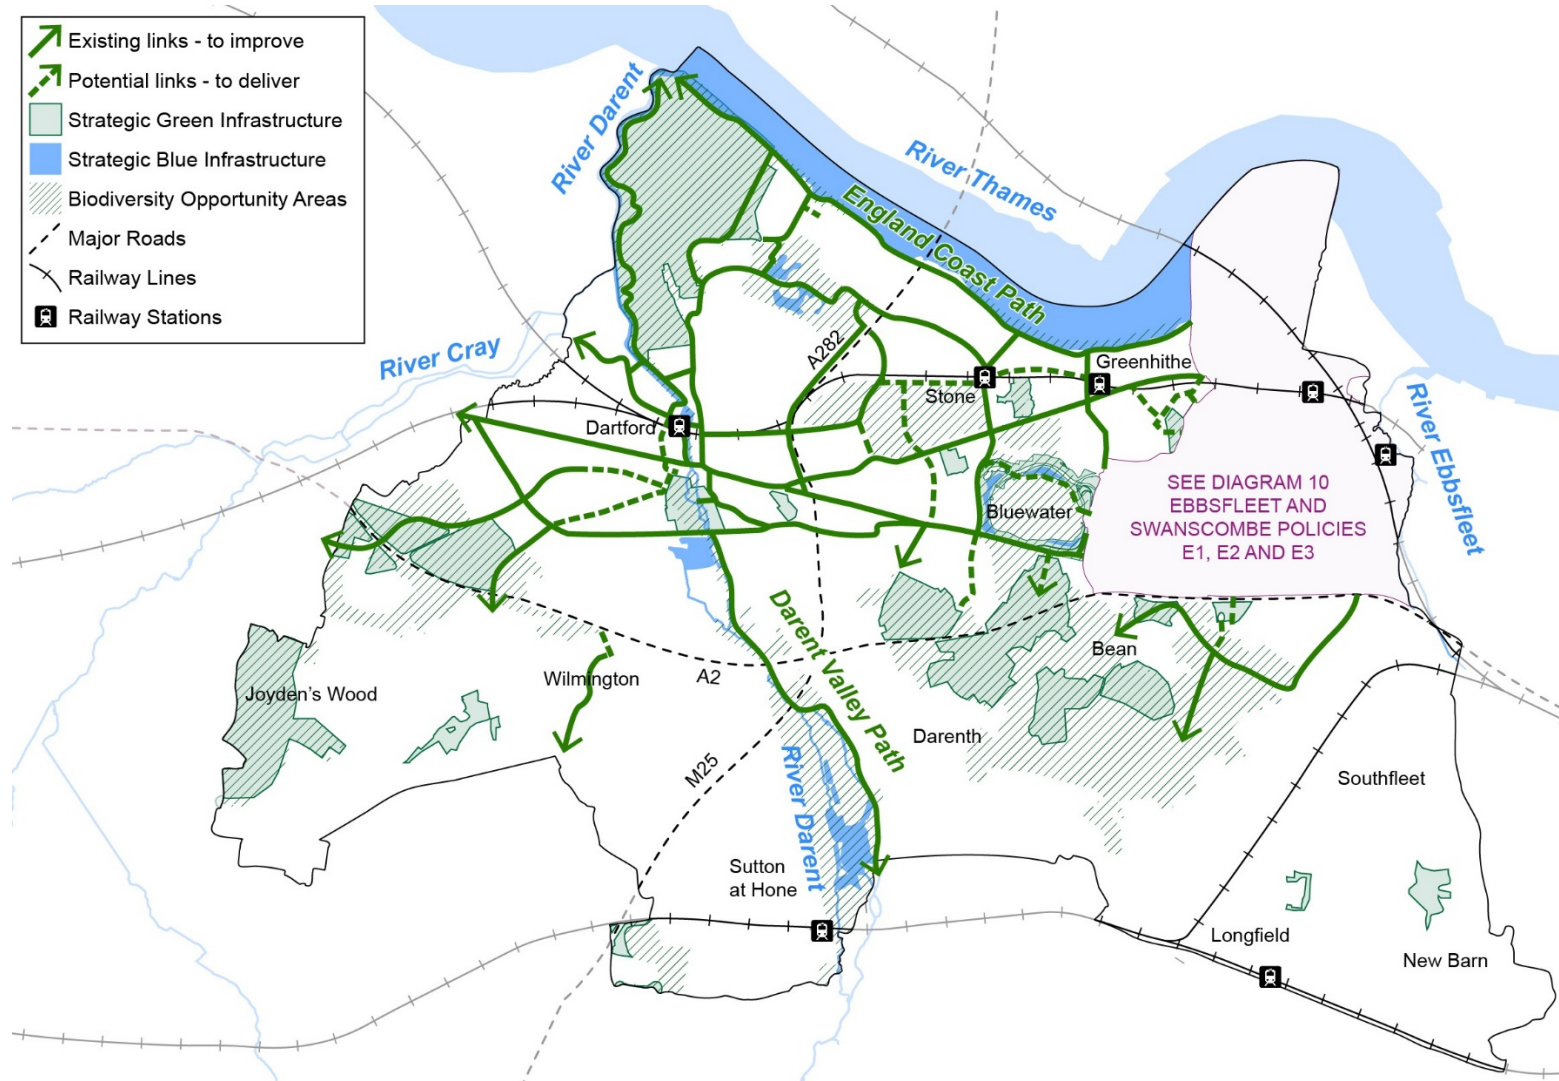 Existing links - to improve
Potential links - to deliver
Strategic Green Infrastructure
Strategic Blue Infrastructure
Biodiversity Opportunity Areas
Major Roads
Railway Lines
Railway Stations
River Darent
River Thames
England Coast Path
River Cray
A282
Greenhithe
Stone
Dartford
River Ebbsfleet
Bluewater
SEE DIAGRAM 10
EBBSFLEET AND
SWANSCOMBE POLICIES
E1, E2 AND E3
Darent Valley Path
Bean
Wilmington
A2
Joyden's Wood
Darenth
M25
River Darent
Southfleet
Sutton
at Hone
Longfield
New Barn